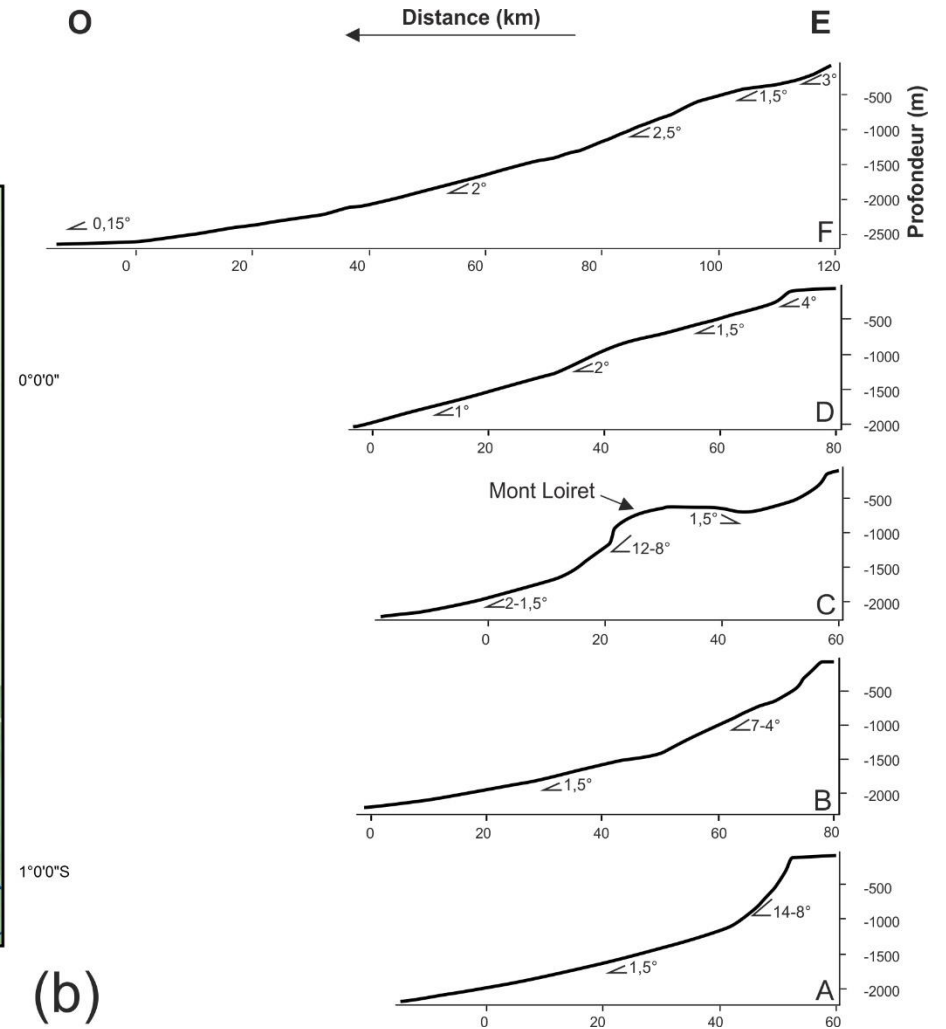 O Distance (km) E
3°
1,5°
2,5°
2°
0,15°
-500
-1000
-1500
-2000
-2500
Profondeur (m)
F
0 20 40 60 80 100 120
4°
1,5°
2°
1°
-500
-1000
-1500
-2000
D
0 20 40 60 80
0°0'0"
Mont Loiret
1,5°
12-8°
2-1,5°
-500
-1000
-1500
-2000
C
0 20 40 60
7-4°
1,5°
-500
-1000
-1500
-2000
B
0 20 40 60 80
1°0'0"S
14-8°
1,5°
-500
-1000
-1500
-2000
A
0 20 40 60
(b)